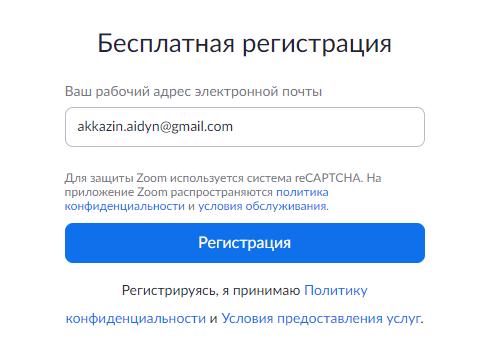 Бесплатная регистрация
Ваш рабочий адрес электронной почты
akkazin.aidyn@gmail.com
Для защиты Zoom используется система reCAPTCHA. На
приложение Zoom распространяются политика
конфиденциальности и условия обслуживания.
Регистрация
Регистрируясь, я принимаю Политику
конфиденциальности и Условия предоставления услуг.